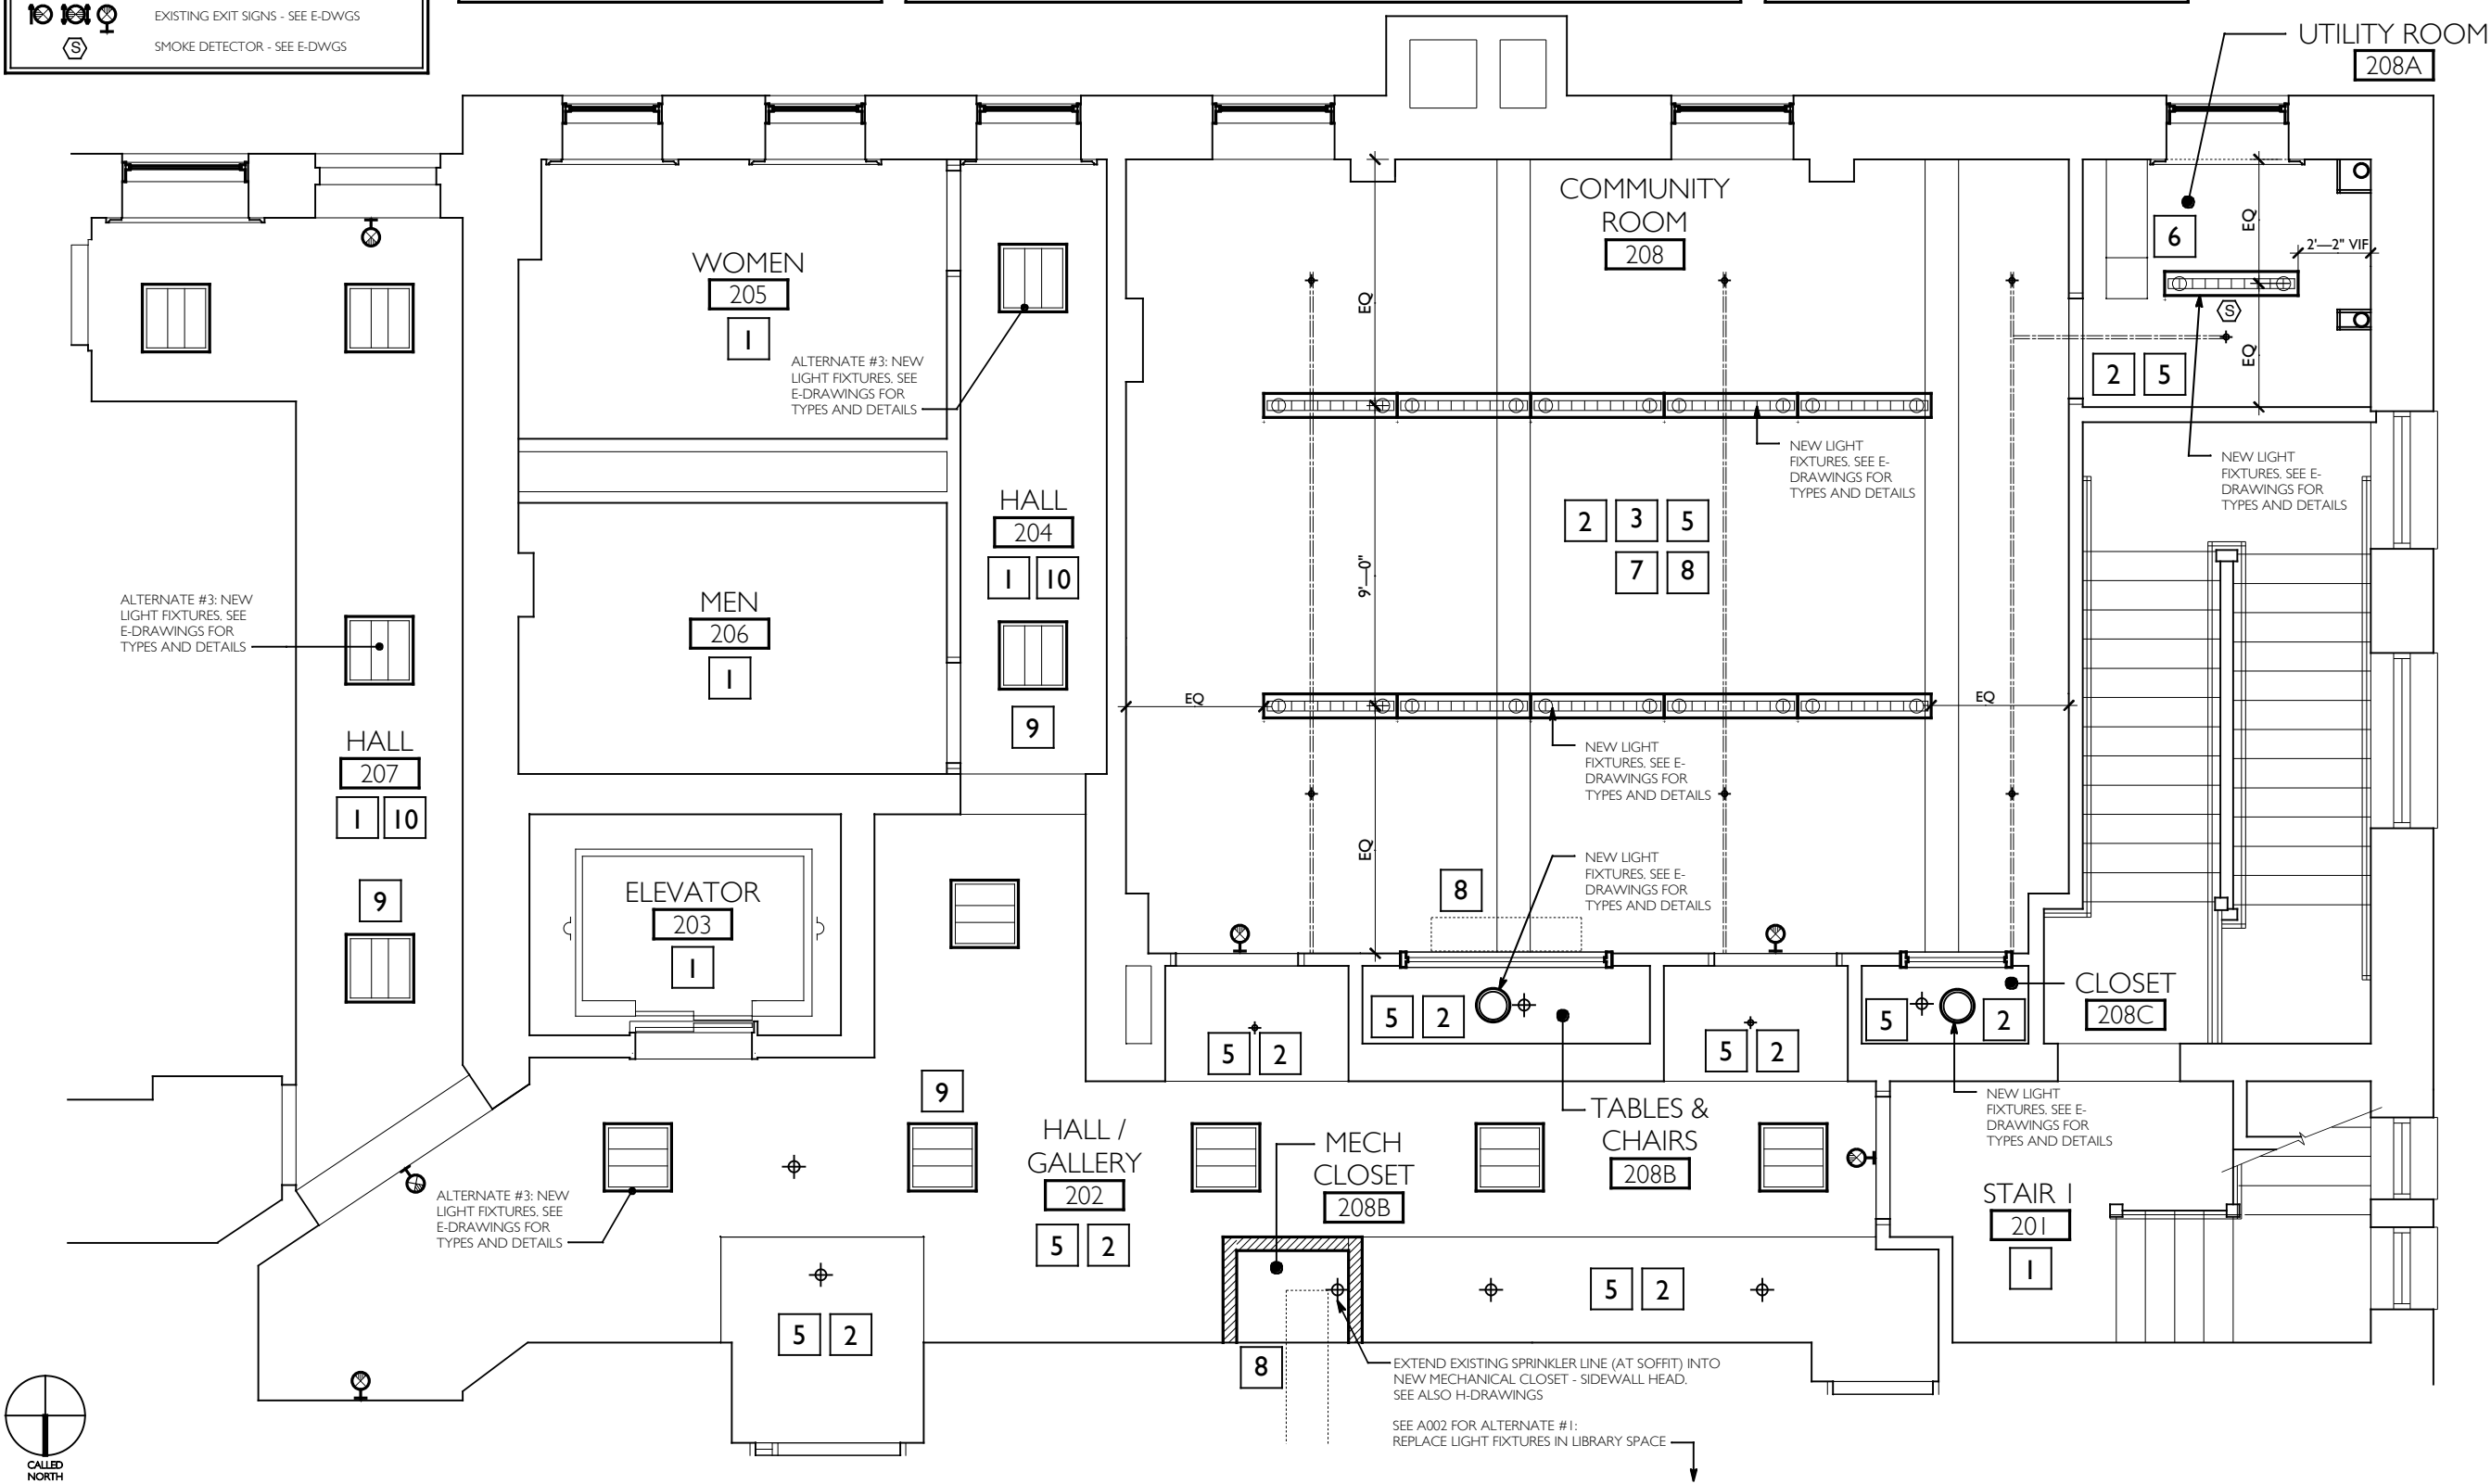 EXISTING EXIT SIGNS - SEE E-DWGS
S
SMOKE DETECTOR - SEE E-DWGS
UTILITY ROOM
208A
COMMUNITY
ROOM
208
6
EQ
2'—2" VIF
S
EQ
2 5
WOMEN
205
1
ALTERNATE #3: NEW
LIGHT FIXTURES. SEE
E-DRAWINGS FOR
TYPES AND DETAILS
EQ
NEW LIGHT
FIXTURES. SEE E-
DRAWINGS FOR
TYPES AND DETAILS
NEW LIGHT
FIXTURES. SEE E-
DRAWINGS FOR
TYPES AND DETAILS
HALL
204
1 10
9
2 3 5
7 8
9'—0"
ALTERNATE #3: NEW
LIGHT FIXTURES. SEE
E-DRAWINGS FOR
TYPES AND DETAILS
MEN
206
1
EQ
EQ
NEW LIGHT
FIXTURES. SEE E-
DRAWINGS FOR
TYPES AND DETAILS
HALL
207
1 10
9
EQ
NEW LIGHT
FIXTURES. SEE E-
DRAWINGS FOR
TYPES AND DETAILS
8
ELEVATOR
203
1
5 2
5 2
5 2
5 2
CLOSET
208C
NEW LIGHT
FIXTURES. SEE E-
DRAWINGS FOR
TYPES AND DETAILS
9
HALL /
GALLERY
202
5 2
MECH
CLOSET
208B
TABLES &
CHAIRS
208B
STAIR 1
201
1
ALTERNATE #3: NEW
LIGHT FIXTURES. SEE
E-DRAWINGS FOR
TYPES AND DETAILS
5 2
5 2
8
EXTEND EXISTING SPRINKLER LINE (AT SOFFIT) INTO
NEW MECHANICAL CLOSET - SIDEWALL HEAD.
SEE ALSO H-DRAWINGS
SEE A002 FOR ALTERNATE #1:
REPLACE LIGHT FIXTURES IN LIBRARY SPACE
CALLED
NORTH